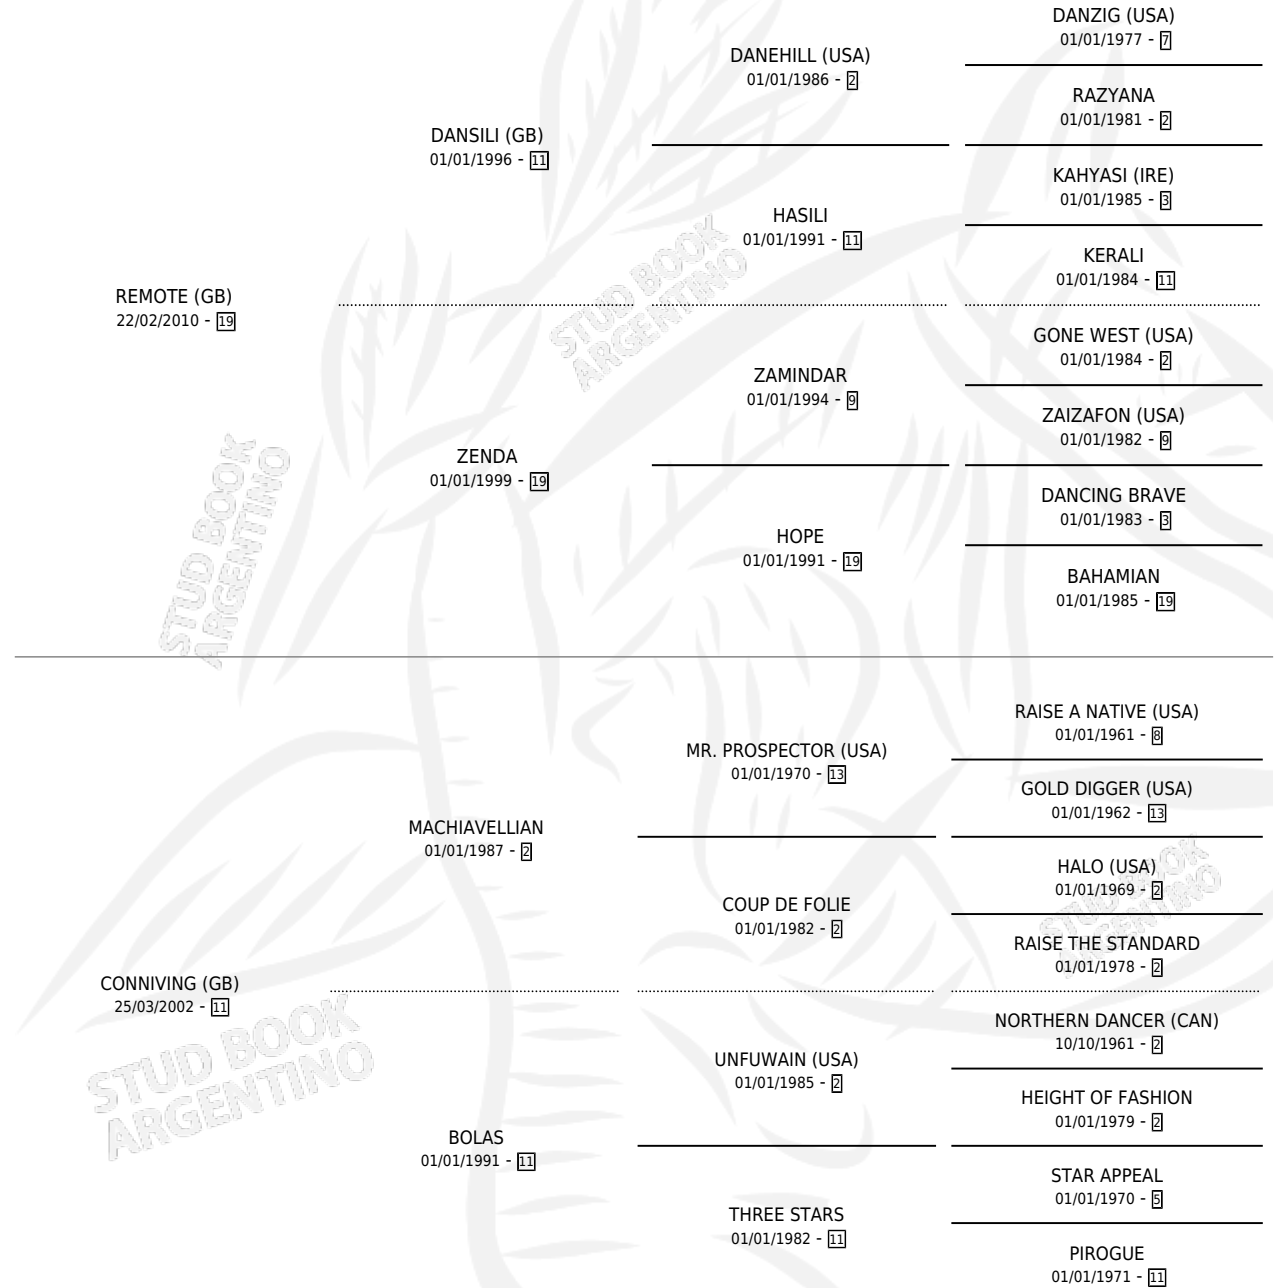 DANZIG (USA)
01/01/1977 - 7
DANEHILL (USA)
01/01/1986 - 2
RAZYANA
01/01/1981 - 2
DANSILI (GB)
01/01/1996 - 11
KAHYASI (IRE)
01/01/1985 - 3
HASILI
01/01/1991 - 11
KERALI
01/01/1984 - 11
REMOTE (GB)
22/02/2010 - 19
STUD BOOK
ARGENTINO
GONE WEST (USA)
01/01/1984 - 2
ZAMINDAR
01/01/1994 - 9
ZAIZAFON (USA)
01/01/1982 - 9
ZENDA
01/01/1999 - 19
DANCING BRAVE
01/01/1983 - 3
HOPE
01/01/1991 - 19
BAHAMIAN
01/01/1985 - 19
STUD BOOK
ARGENTINO
RAISE A NATIVE (USA)
01/01/1961 - 8
MR. PROSPECTOR (USA)
01/01/1970 - 13
GOLD DIGGER (USA)
01/01/1962 - 13
MACHIAVELLIAN
01/01/1987 - 2
HALO (USA)
01/01/1969 - 2
COUP DE FOLIE
01/01/1982 - 2
RAISE THE STANDARD
01/01/1978 - 2
STUD BOOK
ARGENTINO
CONNIVING (GB)
25/03/2002 - 11
NORTHERN DANCER (CAN)
10/10/1961 - 2
UNFUWAIN (USA)
01/01/1985 - 2
HEIGHT OF FASHION
01/01/1979 - 2
STUD BOOK
ARGENTINO
BOLAS
01/01/1991 - 11
STAR APPEAL
01/01/1970 - 5
THREE STARS
01/01/1982 - 11
PIROGUE
01/01/1971 - 11